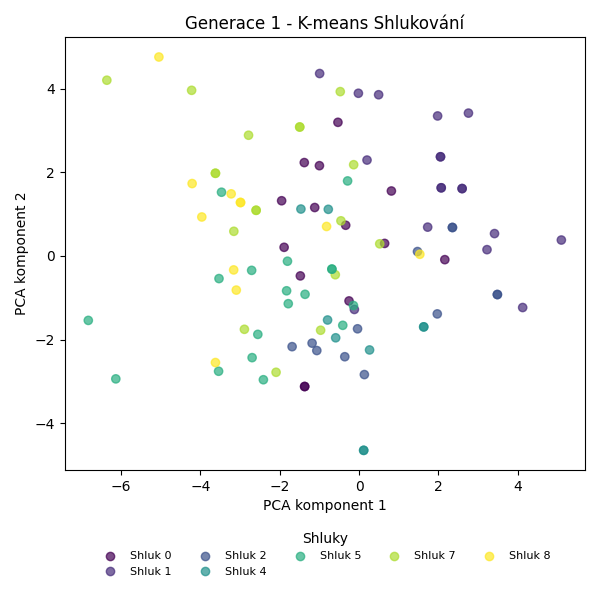 Generace 1 - K-means Shlukování
4
2
0
−2
−4
PCA komponent 2
−6
−4
−2
0
2
4
PCA komponent 1
Shluky
Shluk 0
Shluk 2
Shluk 5
Shluk 7
Shluk 8
Shluk 1
Shluk 4